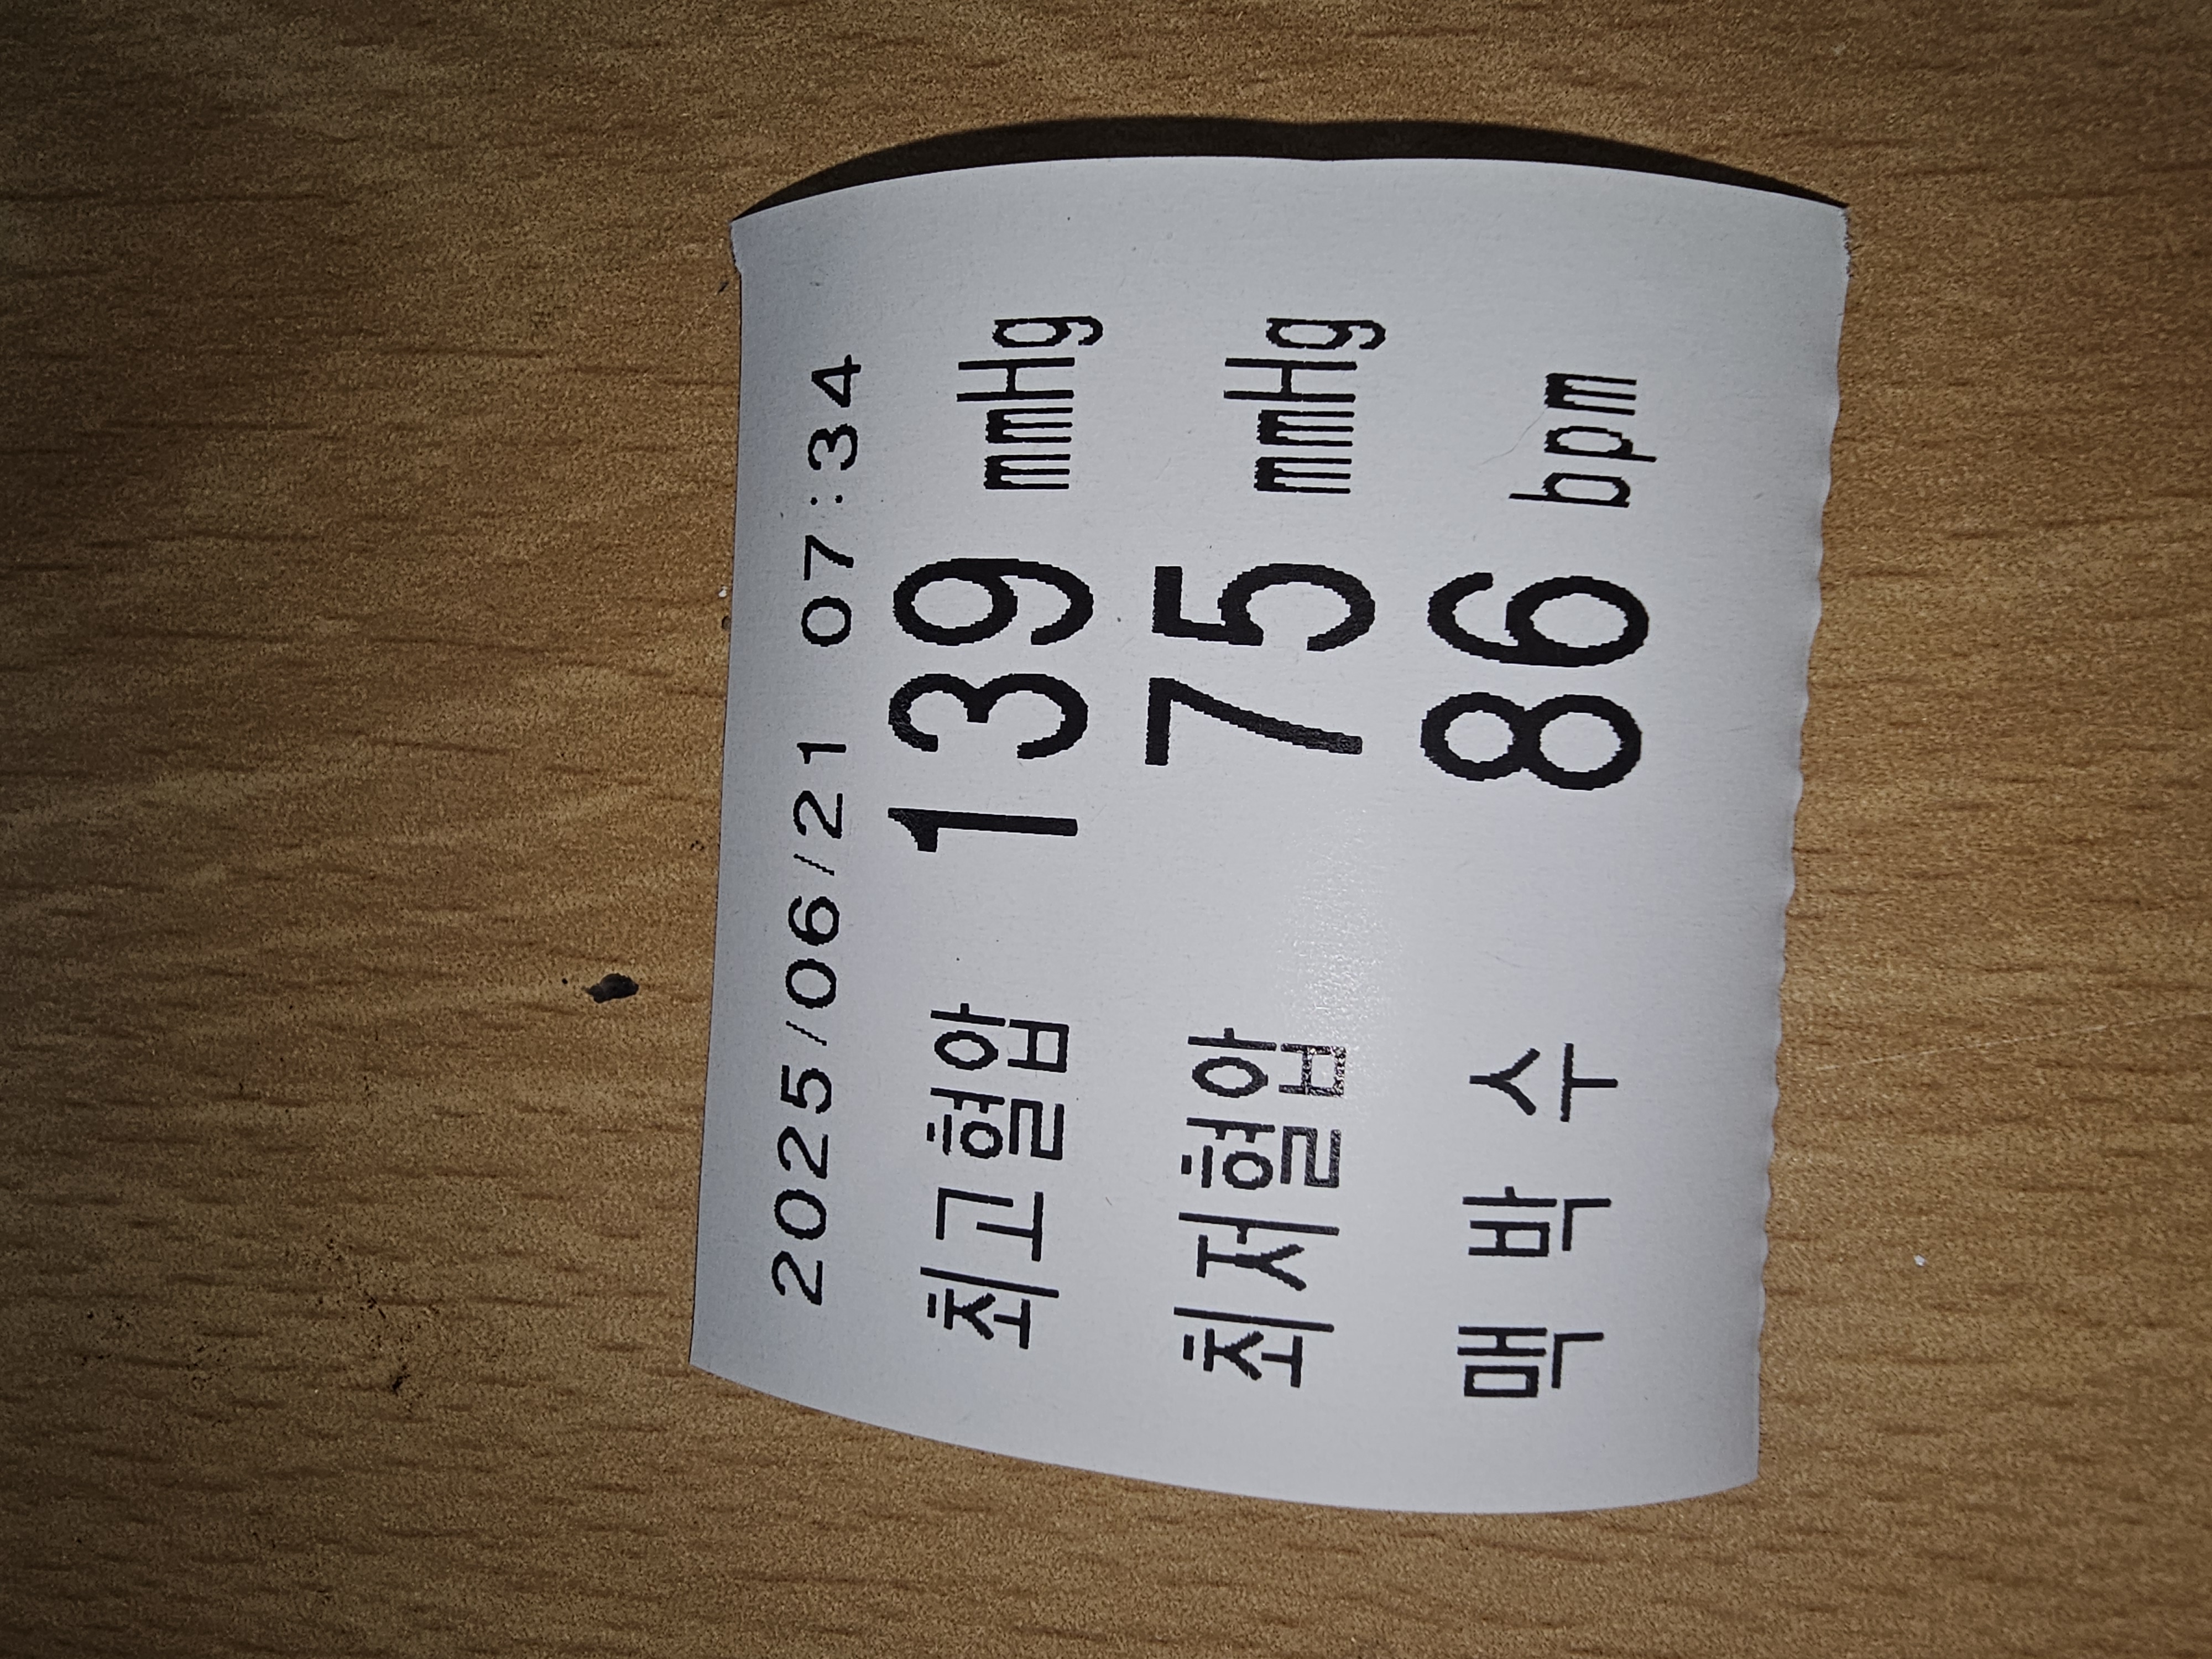 2025/06/21 07:34
최고혈압 139 mmHg
최저혈압 75 mmHg
맥 박 수 86 bpm